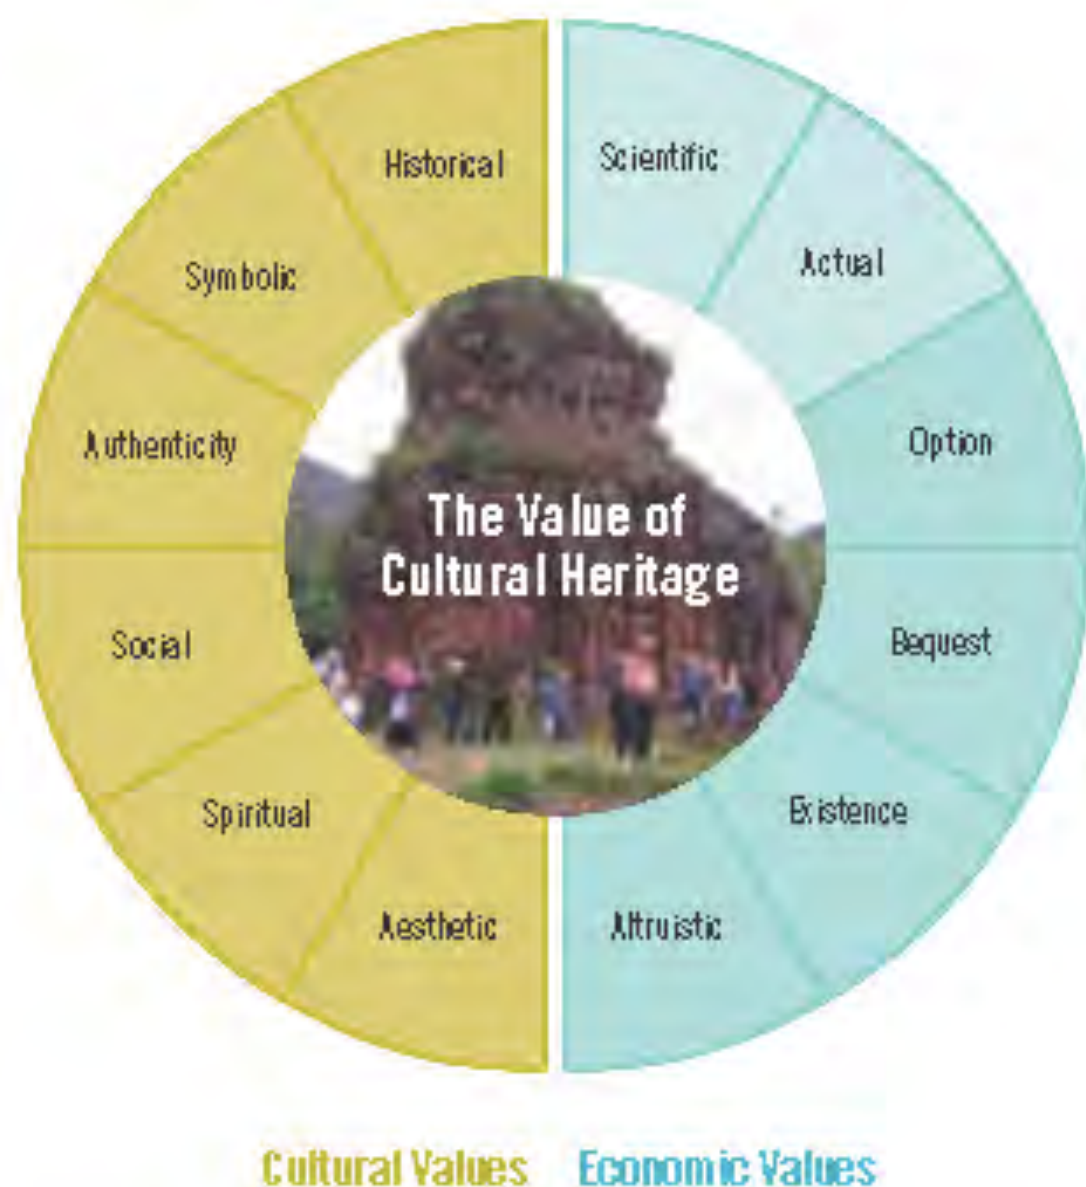 Historical
Scientific
Symbolic
Actual
Authenticity
Option
The Value of
Cultural Heritage
Social
Bequest
Spiritual
Existence
Aesthetic
Altruistic
Cultural Values
Economic Values